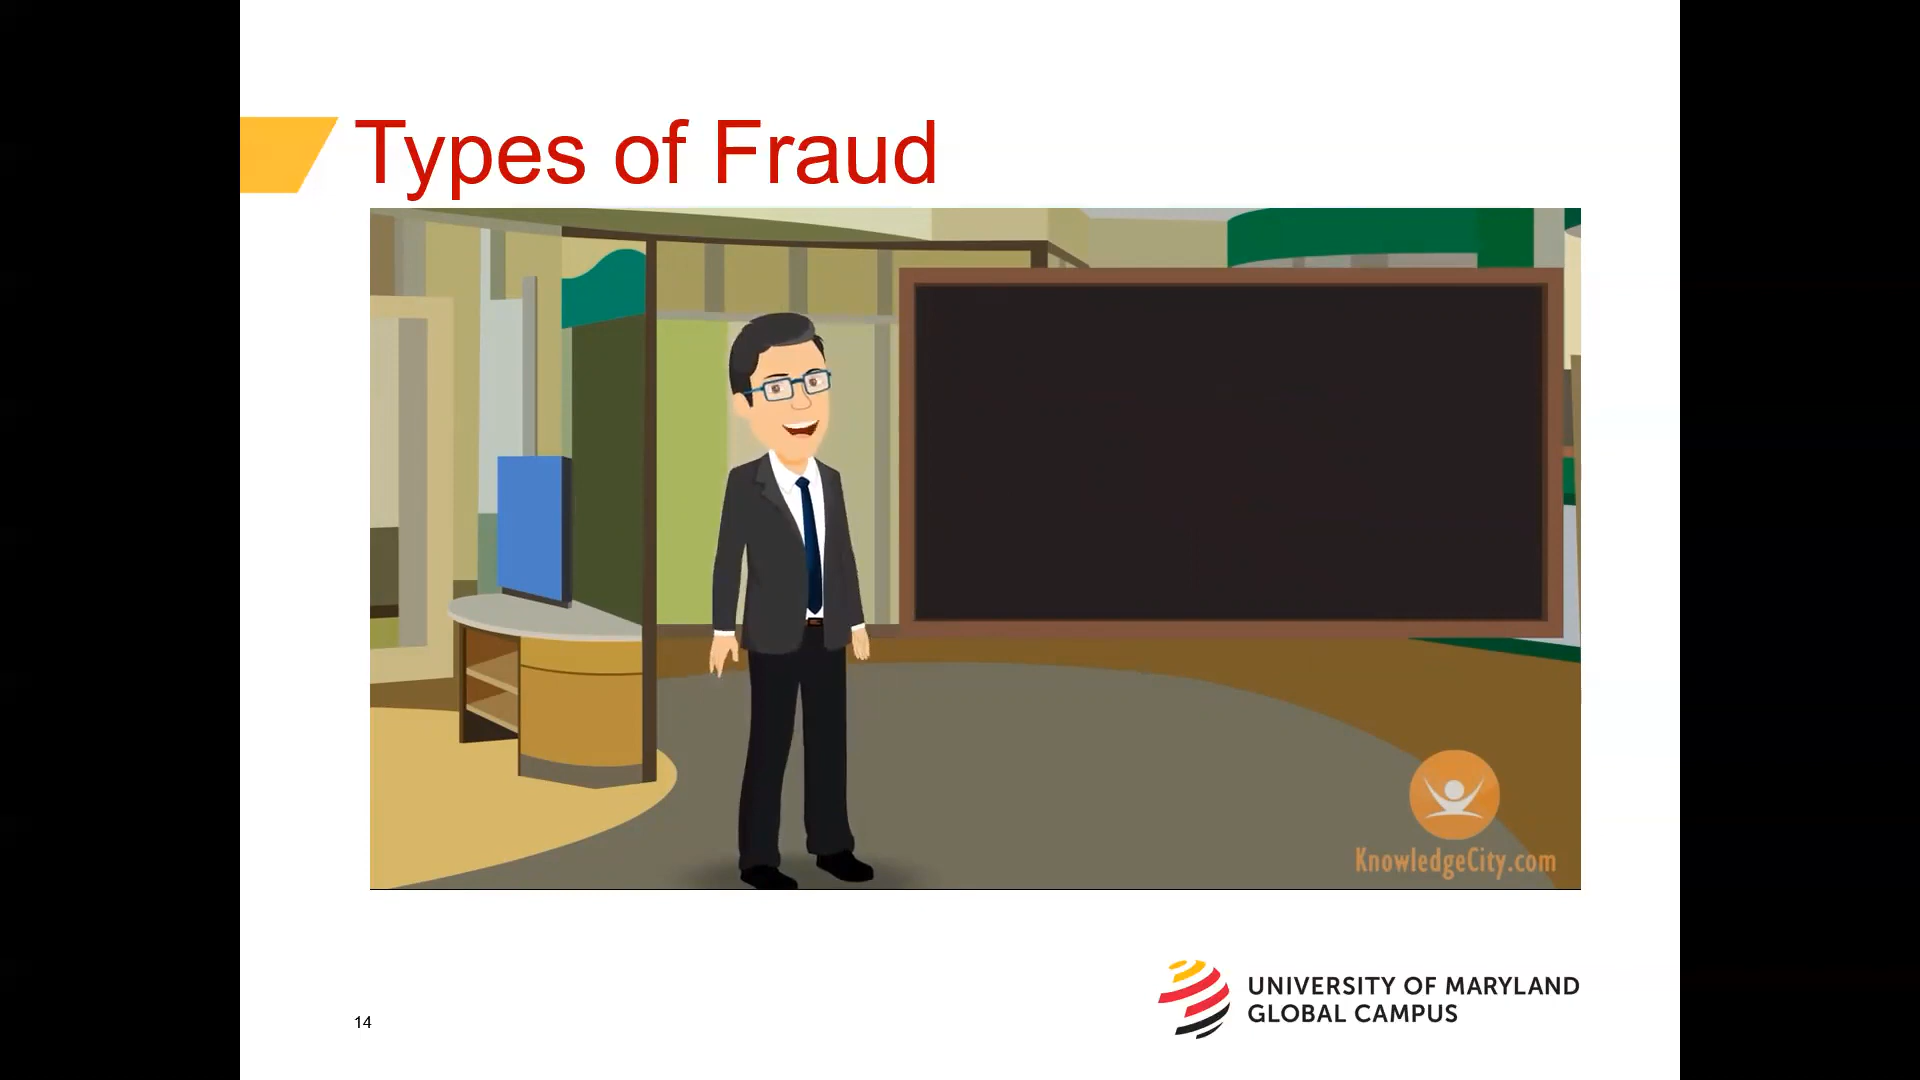 Types of Fraud
KnowledgeCity.com
UNIVERSITY OF MARYLAND
GLOBAL CAMPUS
14